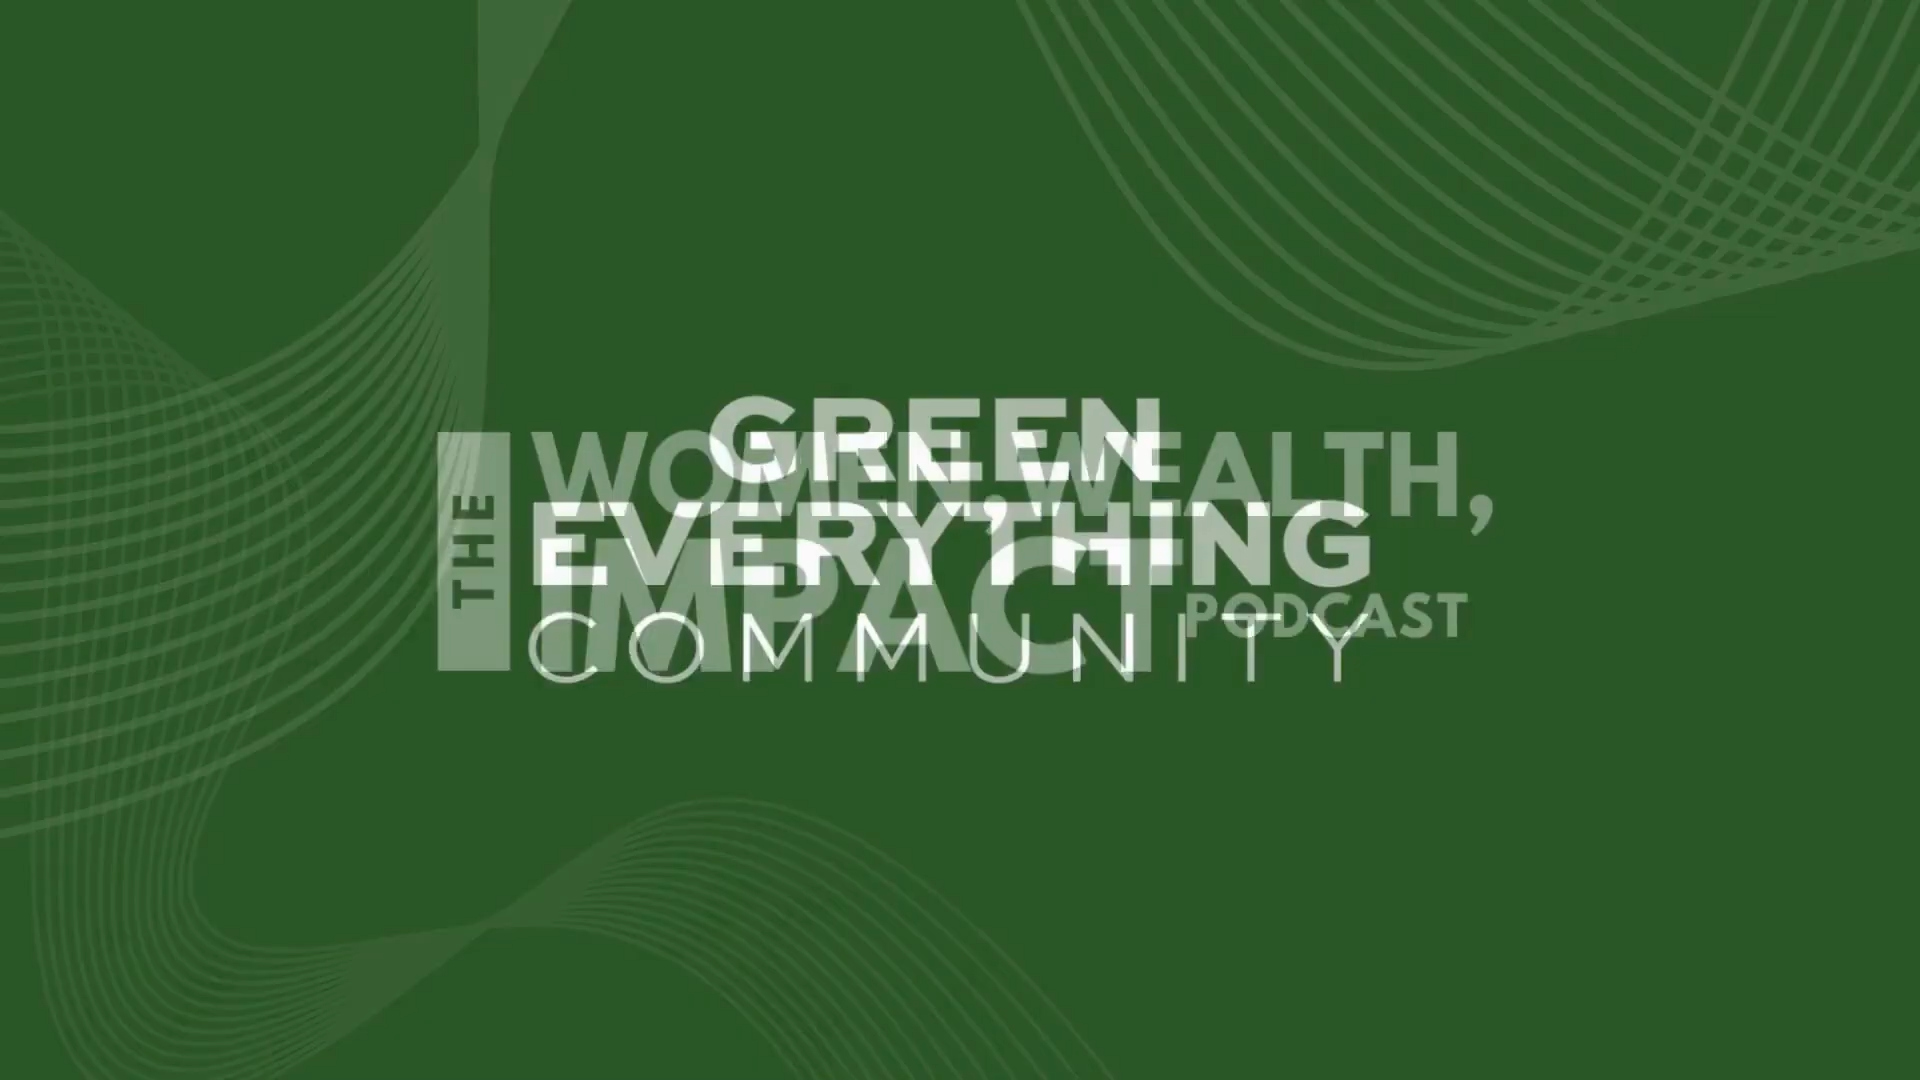 GREEN
EVERYTHING
COMMUNITY
THE
WOMEN, WEALTH,
IMPACT
PODCAST